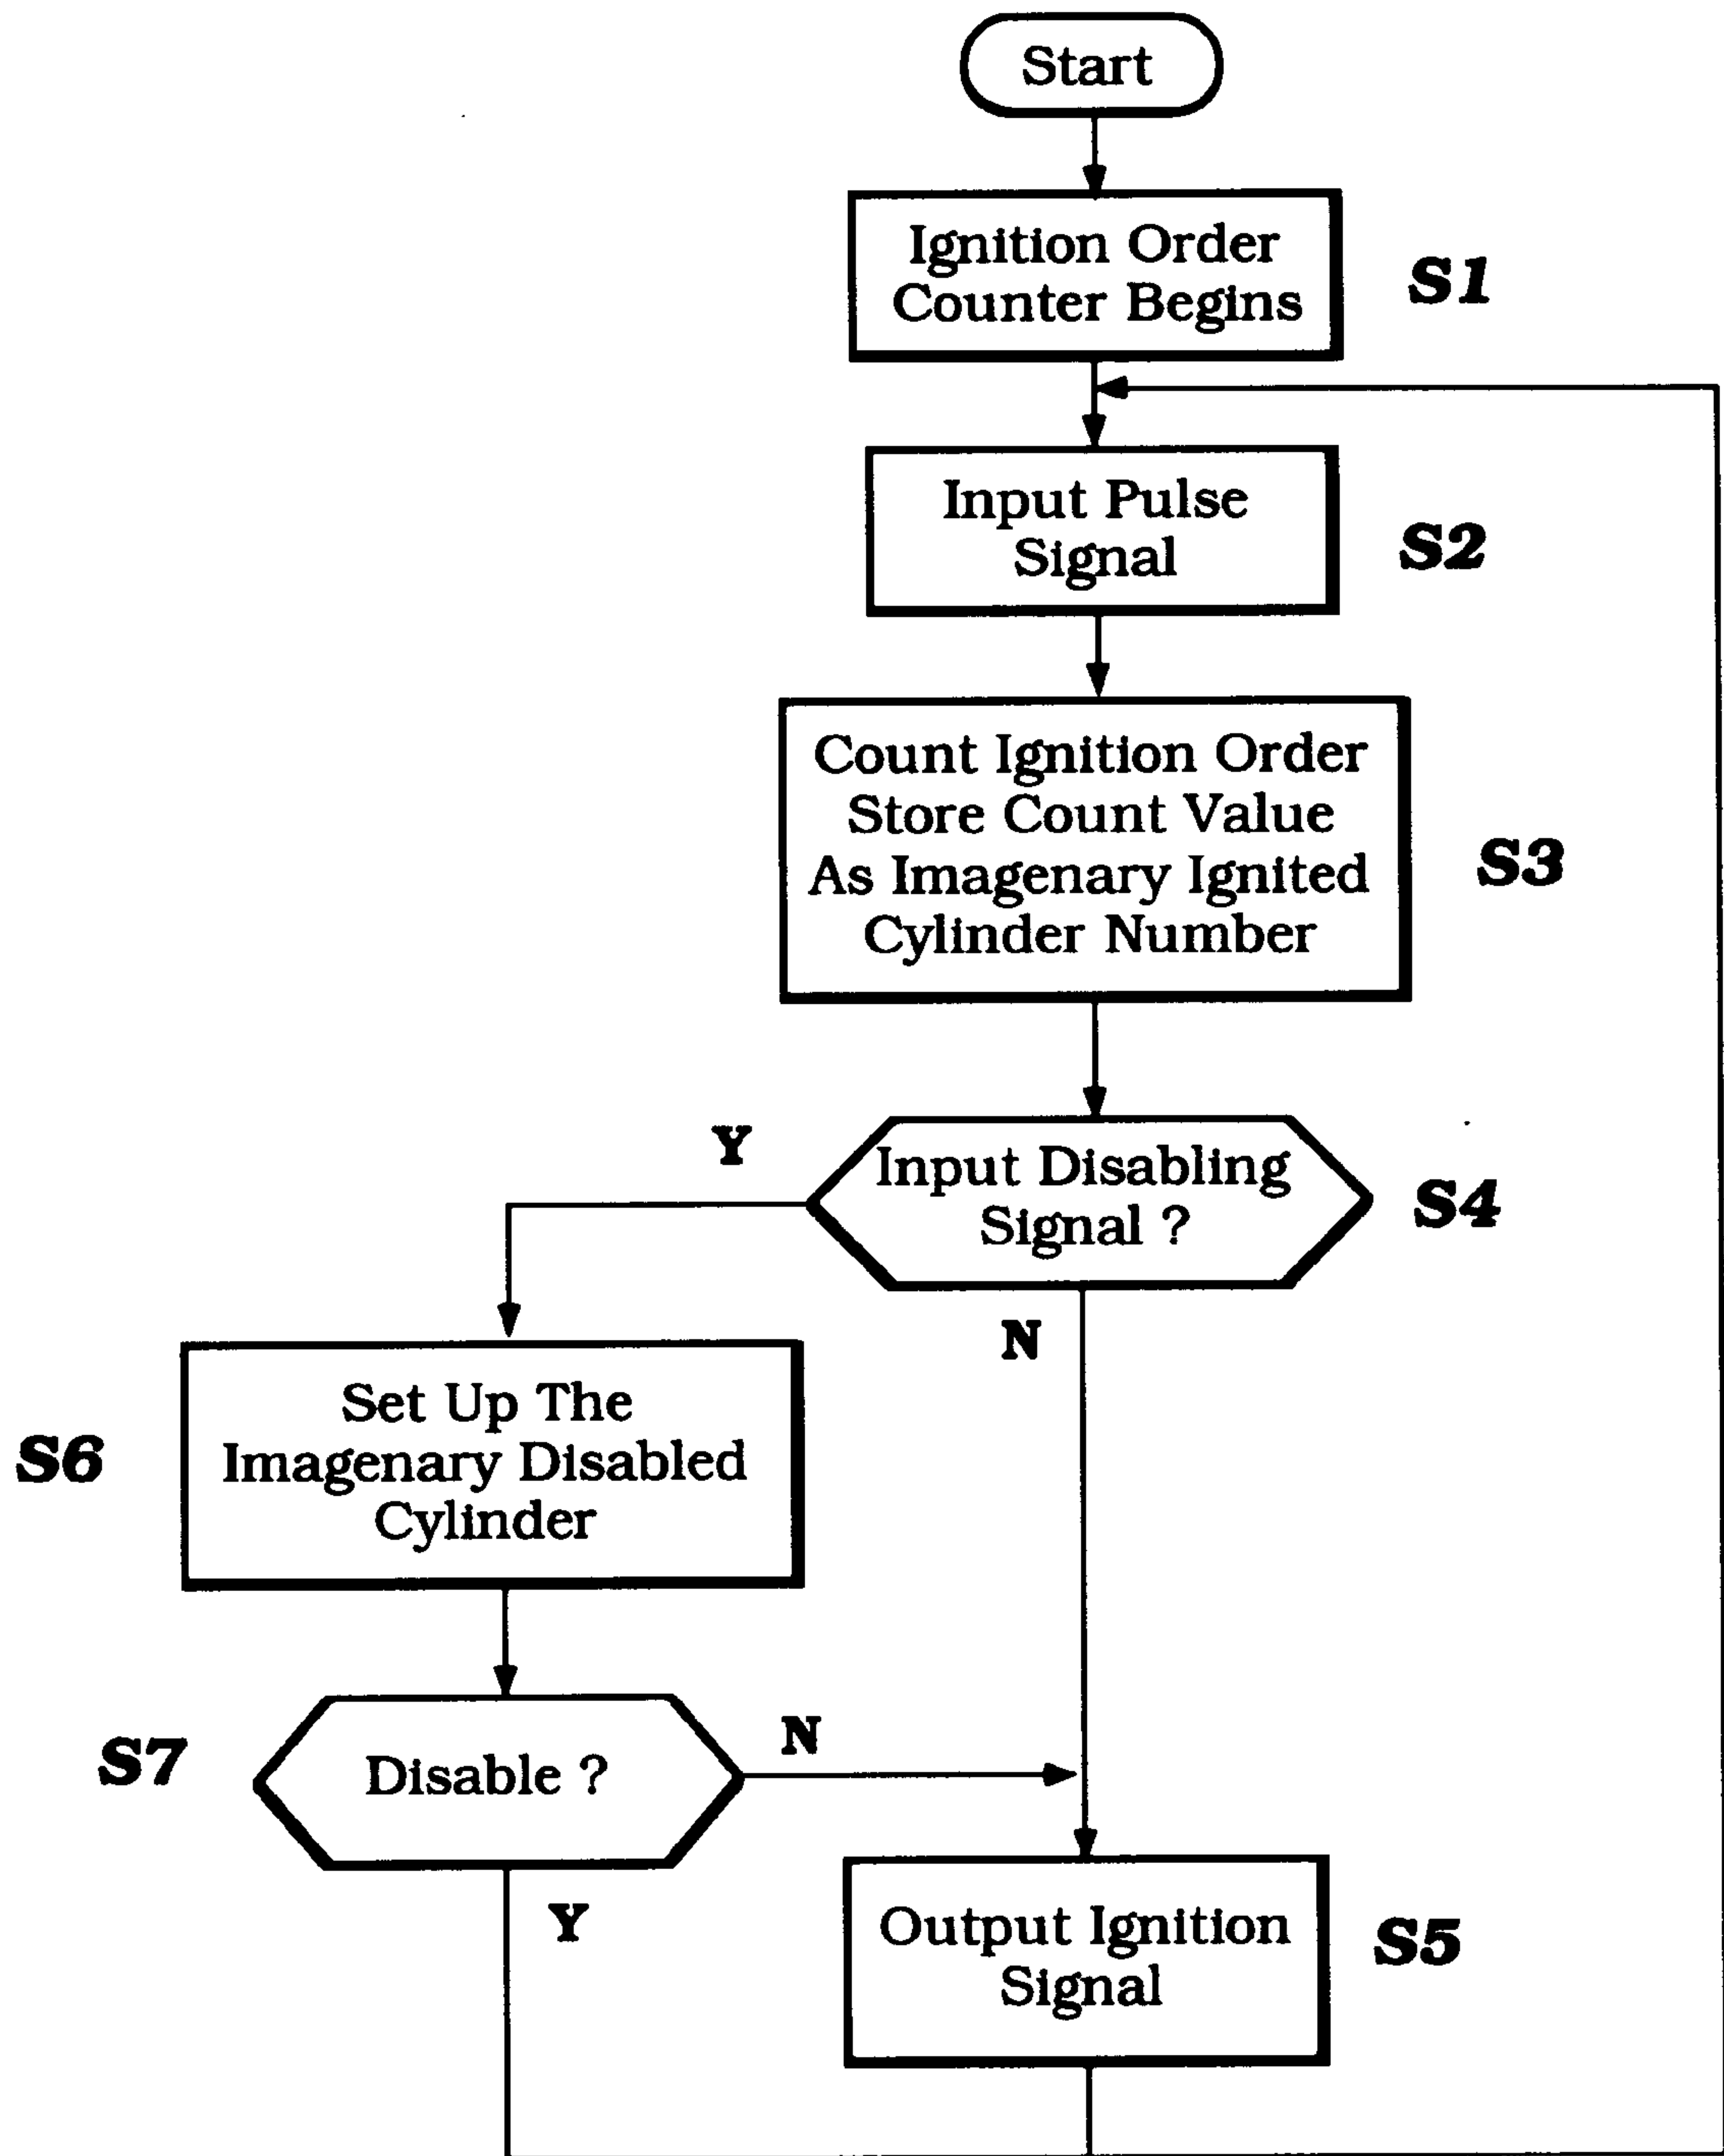 Start
Ignition Order
Counter Begins
S1
Input Pulse
Signal
S2
Count Ignition Order
Store Count Value
As Imagenary Ignited
Cylinder Number
S3
Y
Input Disabling
Signal ?
S4
N
Set Up The
Imagenary Disabled
Cylinder
S6
S7
Disable ?
N
Y
Output Ignition
Signal
S5